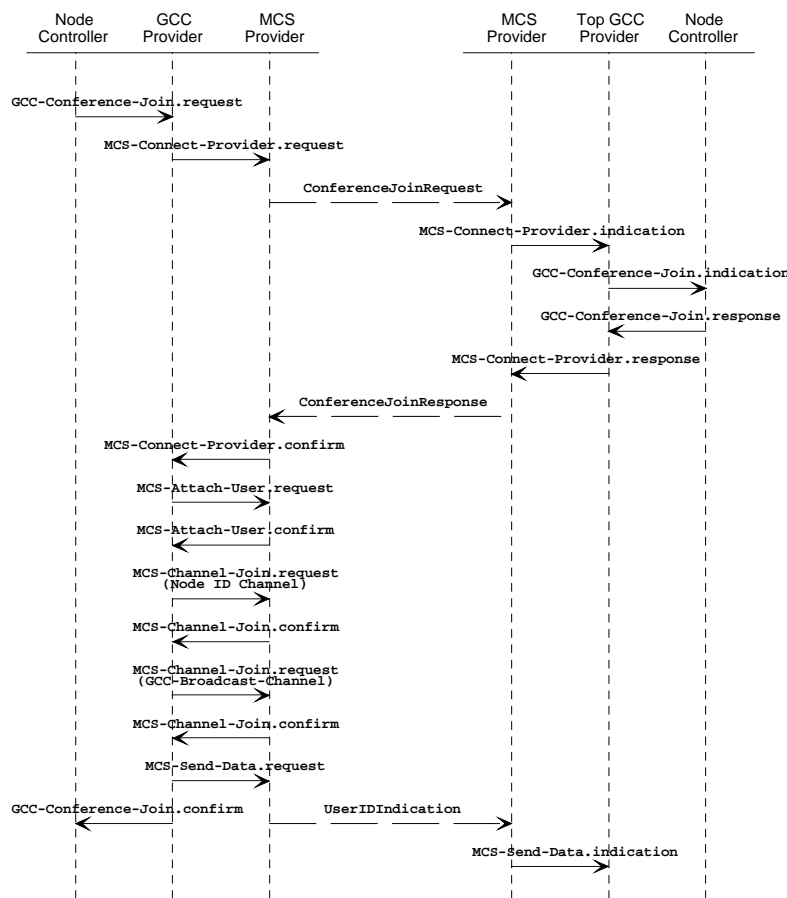 Node Controller
GCC Provider
MCS Provider
MCS Provider
Top GCC Provider
Node Controller
GCC-Conference-Join.request
MCS-Connect-Provider.request
ConferenceJoinRequest
MCS-Connect-Provider.indication
GCC-Conference-Join.indication
GCC-Conference-Join.response
MCS-Connect-Provider.response
ConferenceJoinResponse
MCS-Connect-Provider.confirm
MCS-Attach-User.request
MCS-Attach-User.confirm
MCS-Channel-Join.request
(Node ID Channel)
MCS-Channel-Join.confirm
MCS-Channel-Join.request
(GCC-Broadcast-Channel)
MCS-Channel-Join.confirm
MCS-Send-Data.request
GCC-Conference-Join.confirm
UserIDIndication
MCS-Send-Data.indication